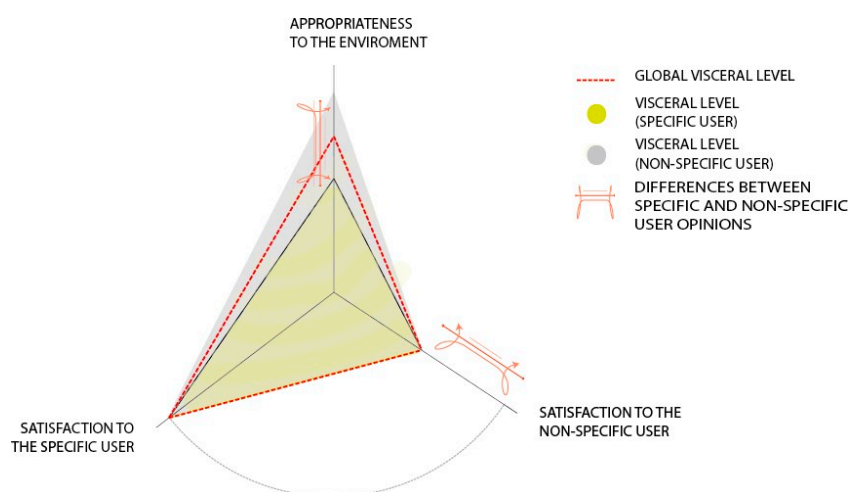 APPROPRIATENESS
TO THE ENVIROMENT
GLOBAL VISCERAL LEVEL
VISCERAL LEVEL
(SPECIFIC USER)
VISCERAL LEVEL
(NON-SPECIFIC USER)
DIFFERENCES BETWEEN
SPECIFIC AND NON-SPECIFIC
USER OPINIONS
SATISFACTION TO
THE SPECIFIC USER
SATISFACTION TO THE
NON-SPECIFIC USER